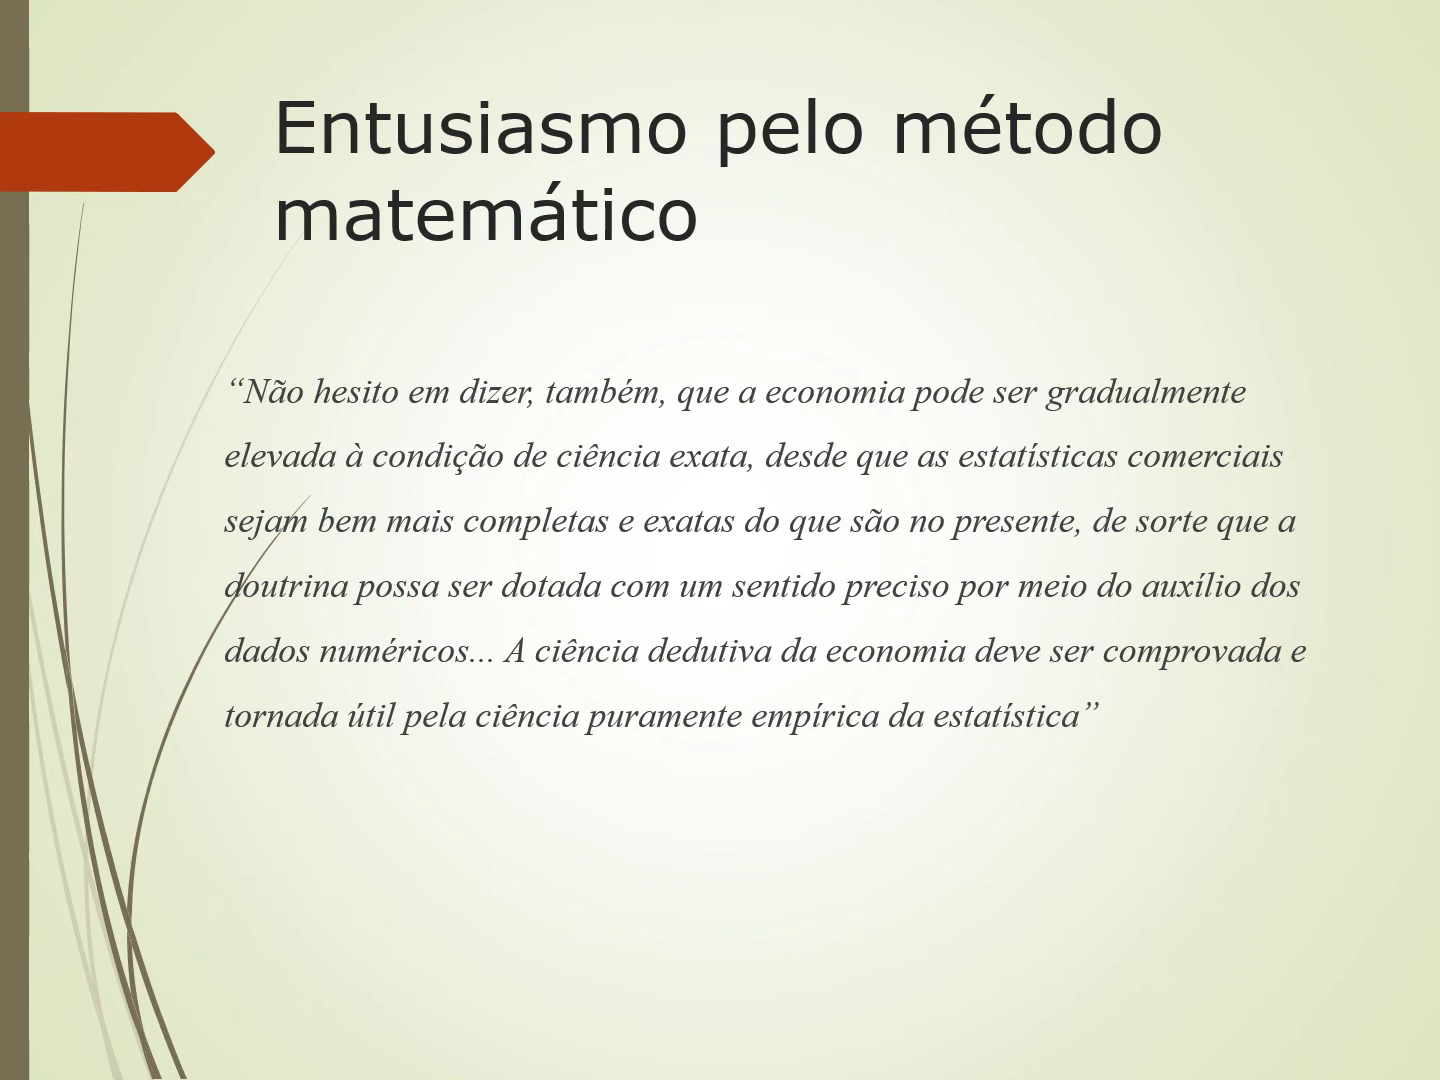 Entusiasmo pelo método
matemático
“Não hesito em dizer, também, que a economia pode ser gradualmente
elevada à condição de ciência exata, desde que as estatísticas comerciais
sejam bem mais completas e exatas do que são no presente, de sorte que a
doutrina possa ser dotada com um sentido preciso por meio do auxílio dos
dados numéricos... A ciência dedutiva da economia deve ser comprovada e
tornada útil pela ciência puramente empírica da estatística”